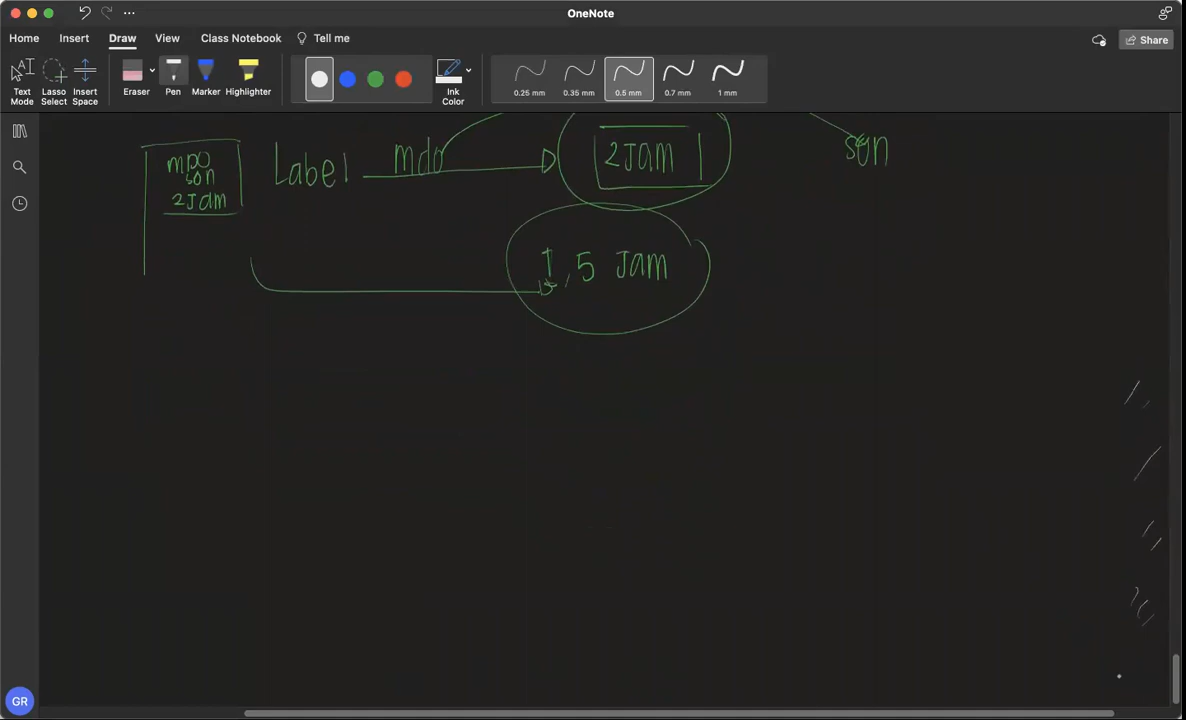 OneNote
Home Insert Draw View Class Notebook Tell me
Share
Text Mode
Lasso Select
Insert Space
Eraser
Pen
Marker
Highlighter
Ink Color
0.25 mm
0.35 mm
0.5 mm
0.7 mm
1 mm
mpo
son
2Jam
Label
mdo
2Jam
son
1,5 Jam
GR